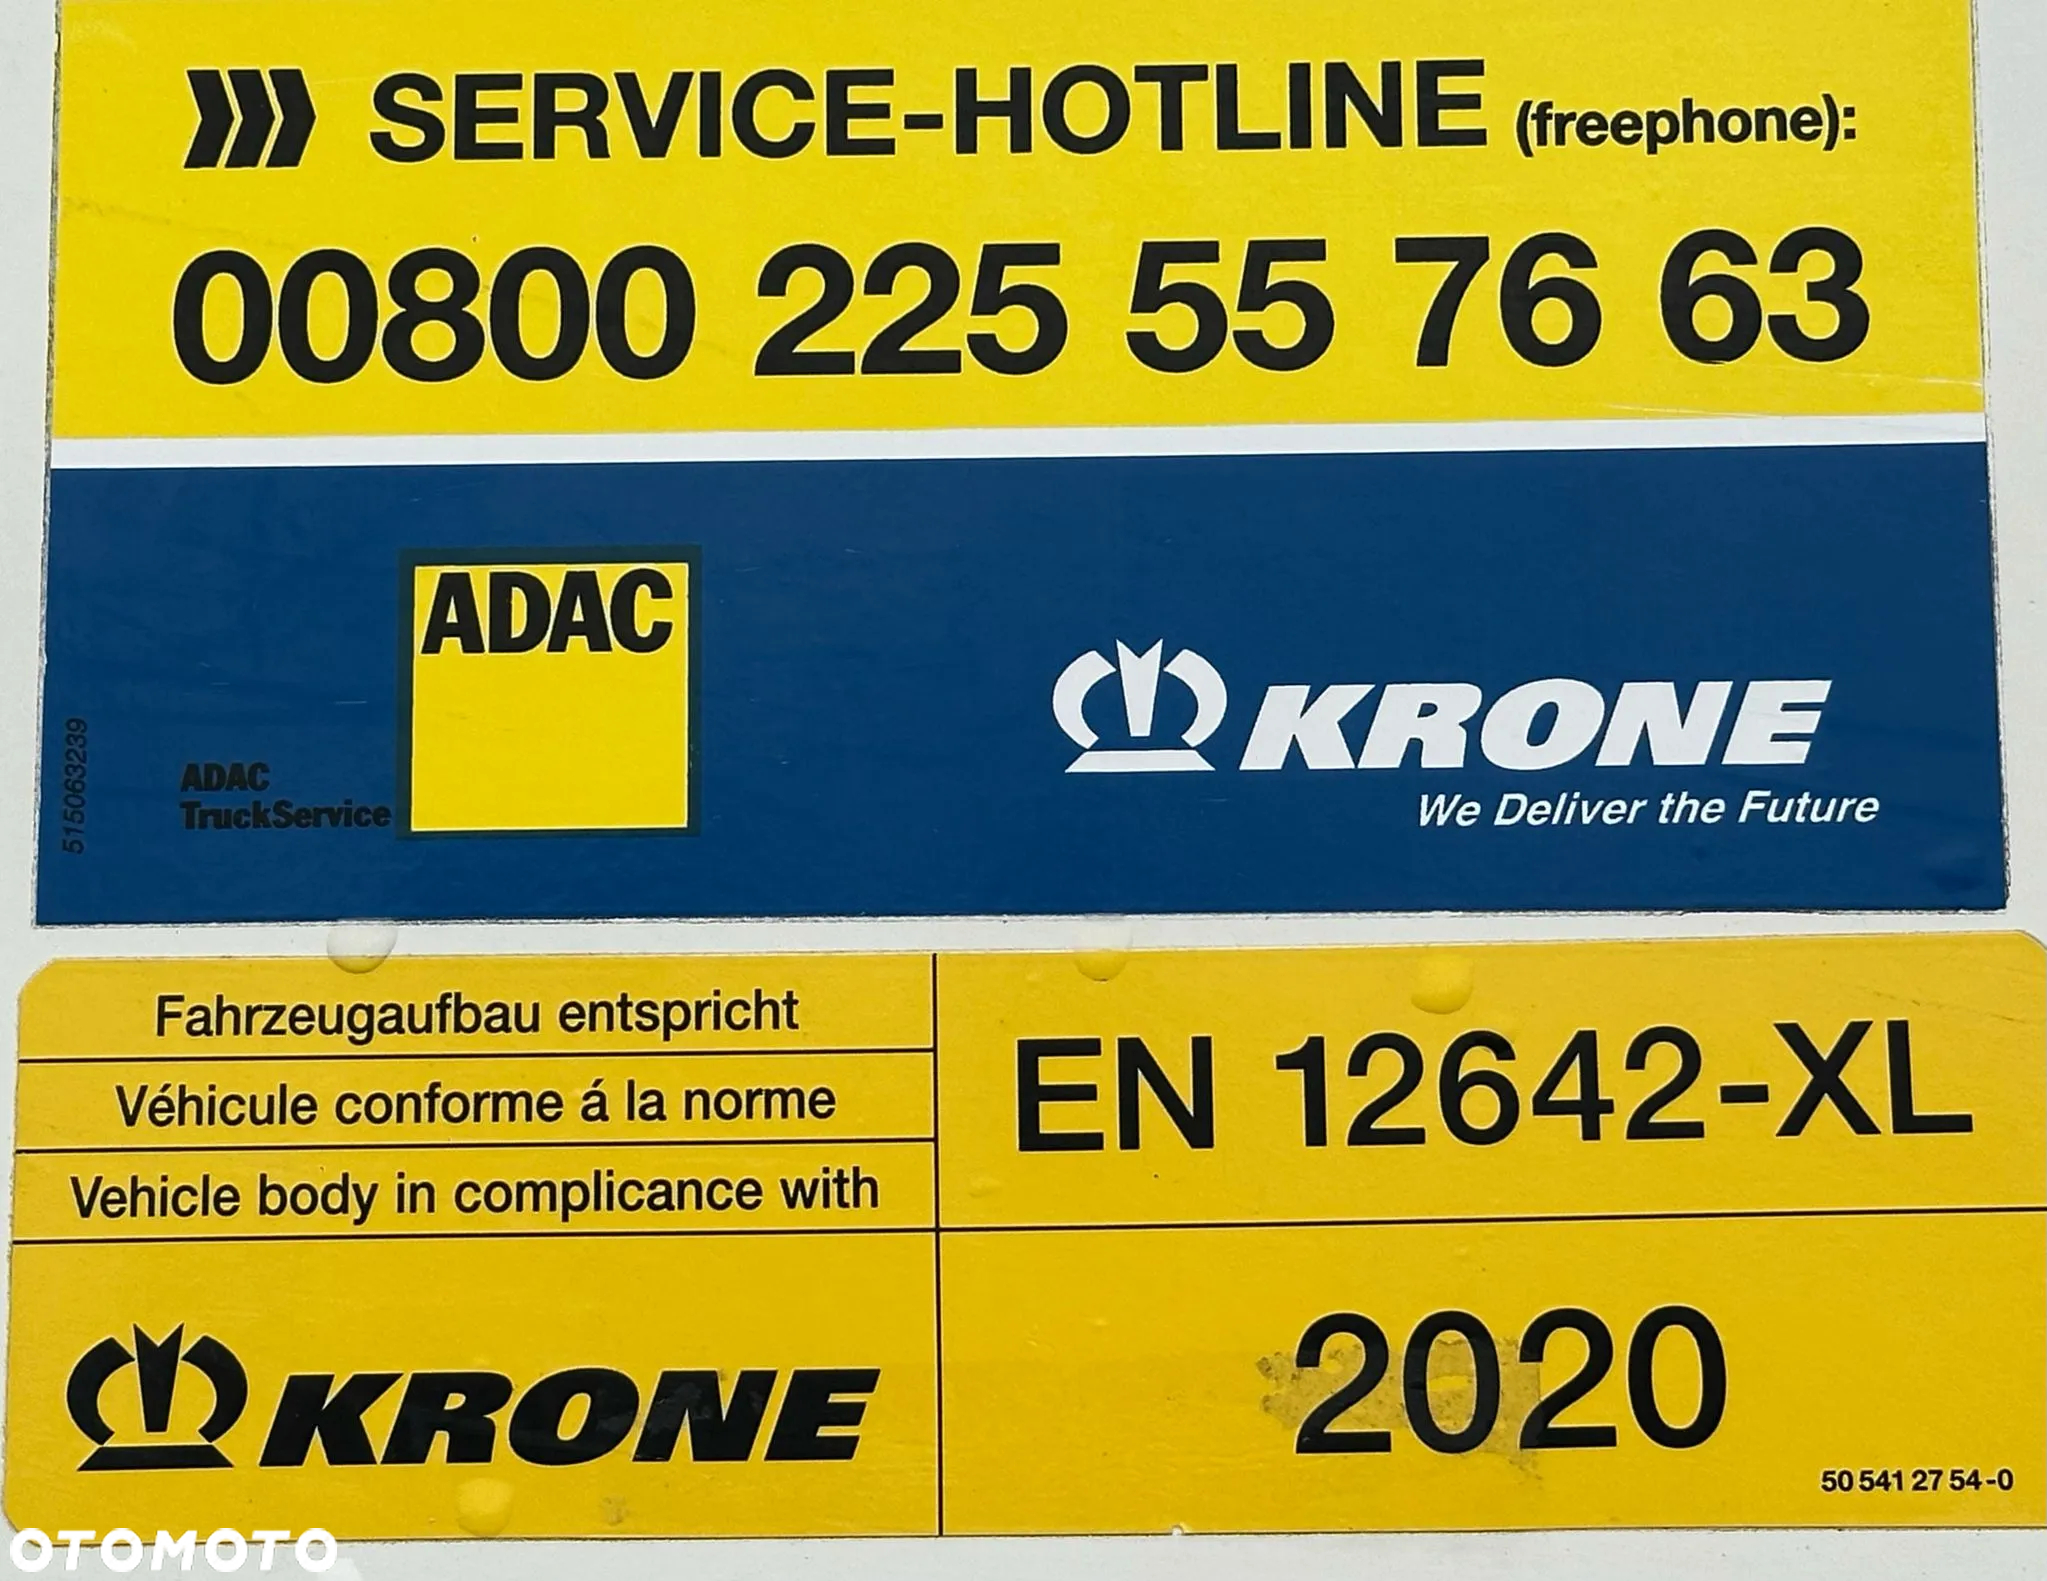 SERVICE-HOTLINE (freephone):
00800 225 55 76 63
ADAC
ADAC
TruckService
515063239
KRONE
We Deliver the Future
Fahrzeugaufbau entspricht
Véhicule conforme á la norme
Vehicle body in complicance with
EN 12642-XL
KRONE
2020
50 541 27 54-0
OTOMOTO